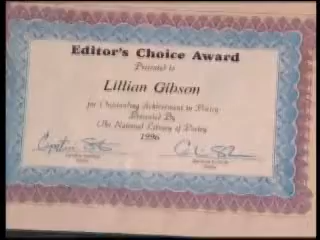 Editor's Choice Award
Presented to
Lillian Gibson
for Outstanding Achievement in Poetry
Presented By
The National Library of Poetry
1996